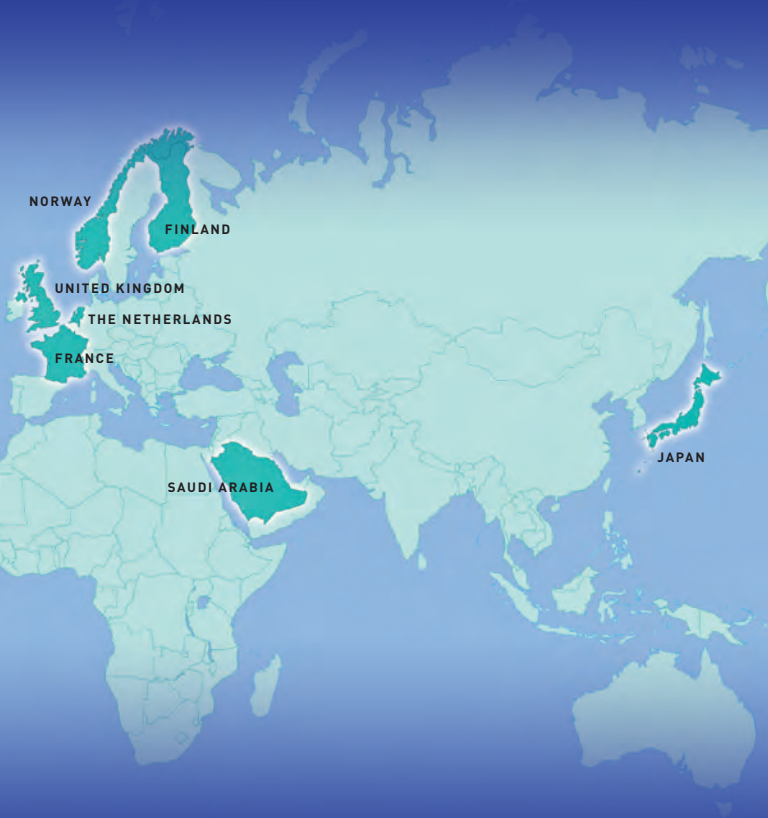 NORWAY
FINLAND
UNITED KINGDOM
THE NETHERLANDS
FRANCE
JAPAN
SAUDI ARABIA